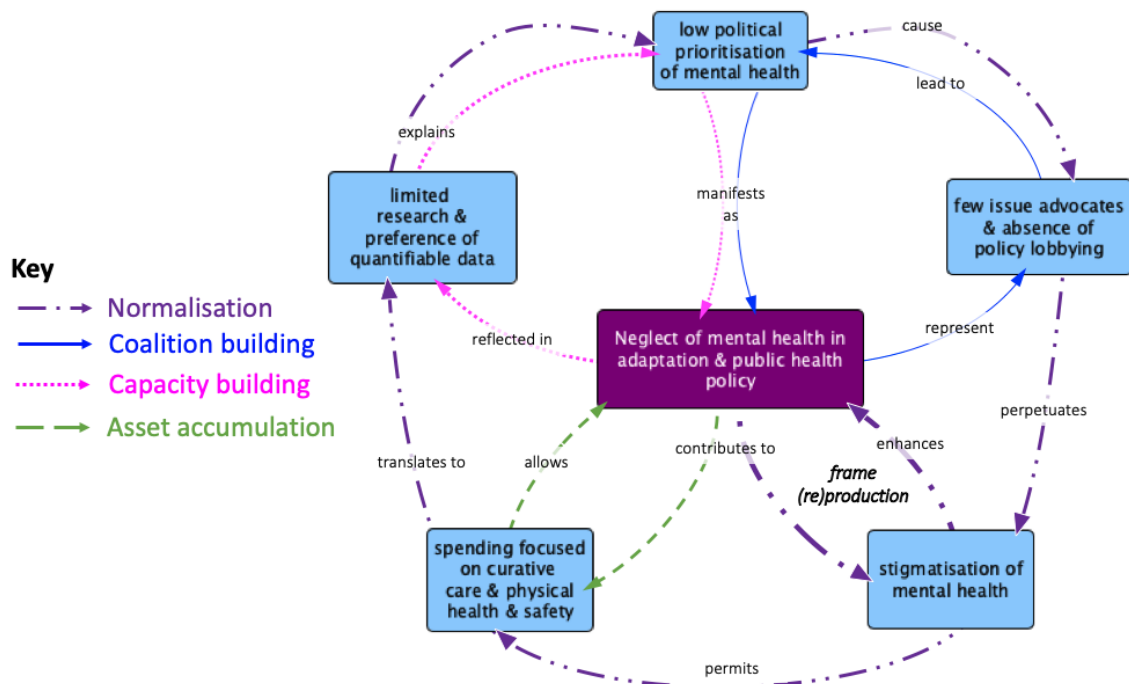 low political
prioritisation
of mental health
cause
lead to
explains
limited
research &
preference of
quantifiable data
manifests
as
few issue advocates
& absence of
policy lobbying
Key
Normalisation
Coalition building
Capacity building
Asset accumulation
reflected in
Neglect of mental health in
adaptation & public health
policy
represent
perpetuates
translates to
allows
contributes to
enhances
frame
(re)production
spending focused
on curative
care & physical
health & safety
stigmatisation of
mental health
permits